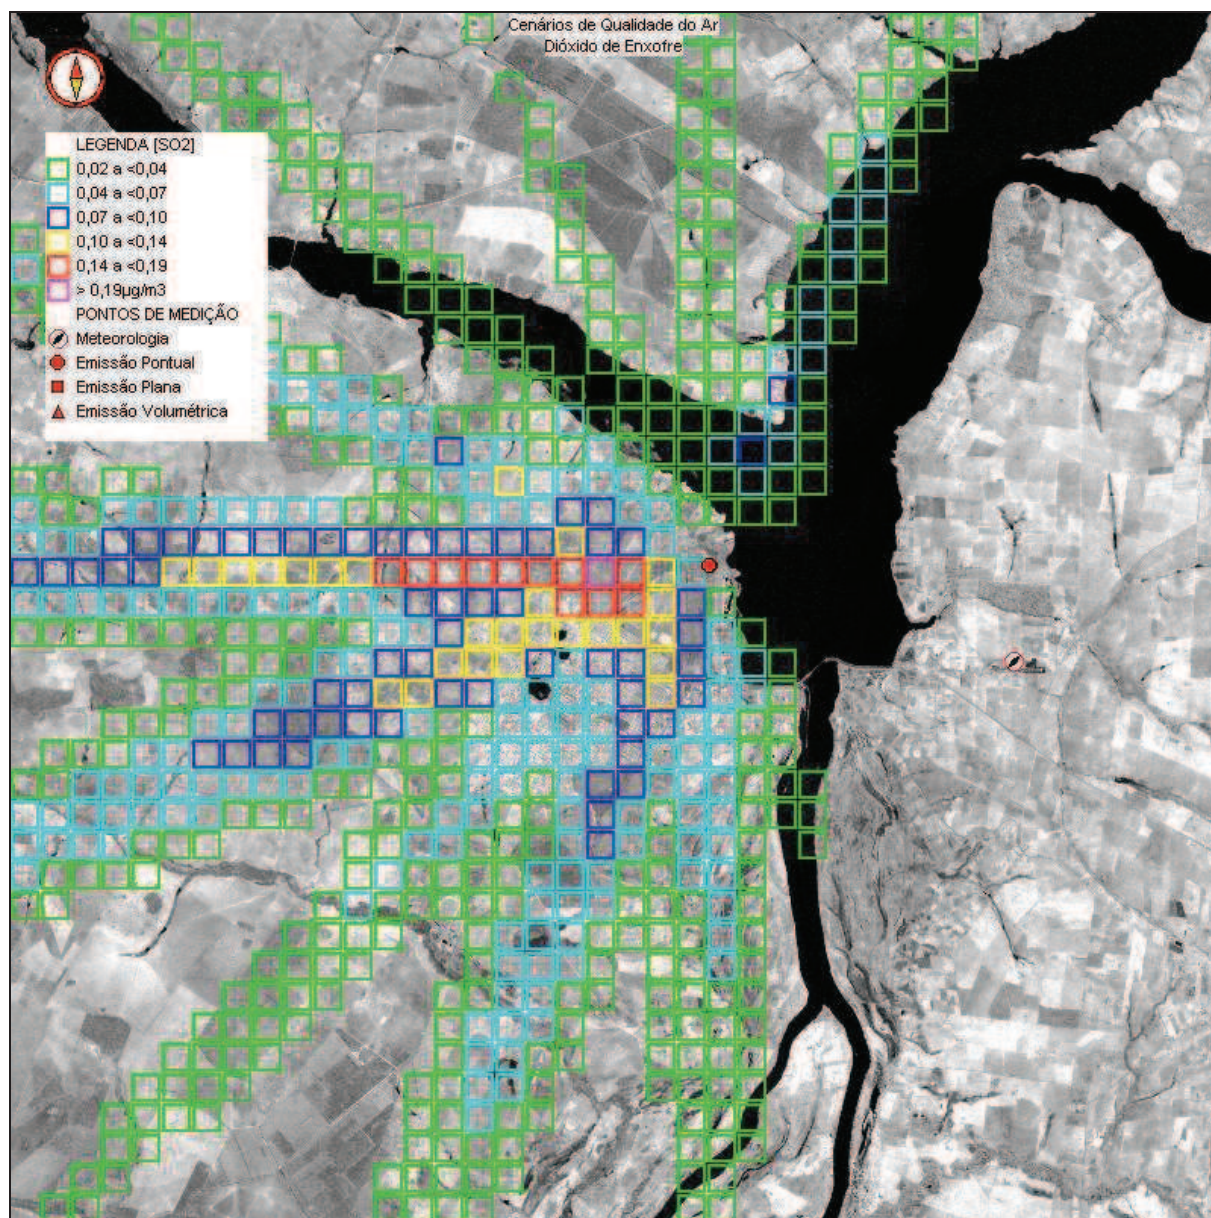 Cenários de Qualidade do Ar
Dióxido de Enxofre
LEGENDA [SO2]
0,02 a <0,04
0,04 a <0,07
0,07 a <0,10
0,10 a <0,14
0,14 a <0,19
> 0,19µg/m3
PONTOS DE MEDIÇÃO
Meteorologia
Emissão Pontual
Emissão Plana
Emissão Volumétrica